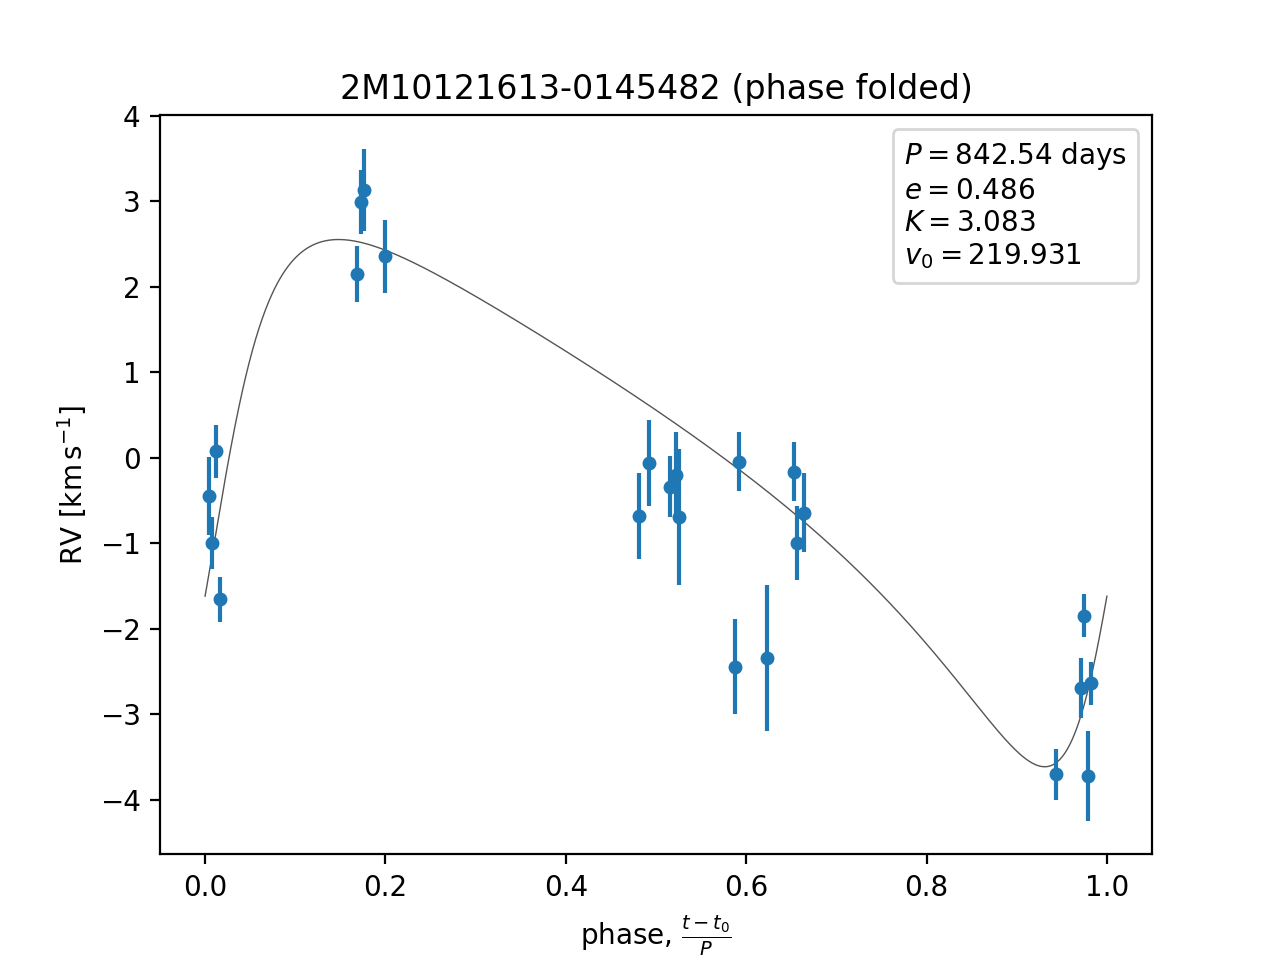 2M10121613-0145482 (phase folded)
P = 842.54 days
e = 0.486
K = 3.083
v₀ = 219.931
4
3
2
1
0
−1
−2
−3
−4
RV [km s⁻¹]
0.0 0.2 0.4 0.6 0.8 1.0
phase, (t − t₀)/P